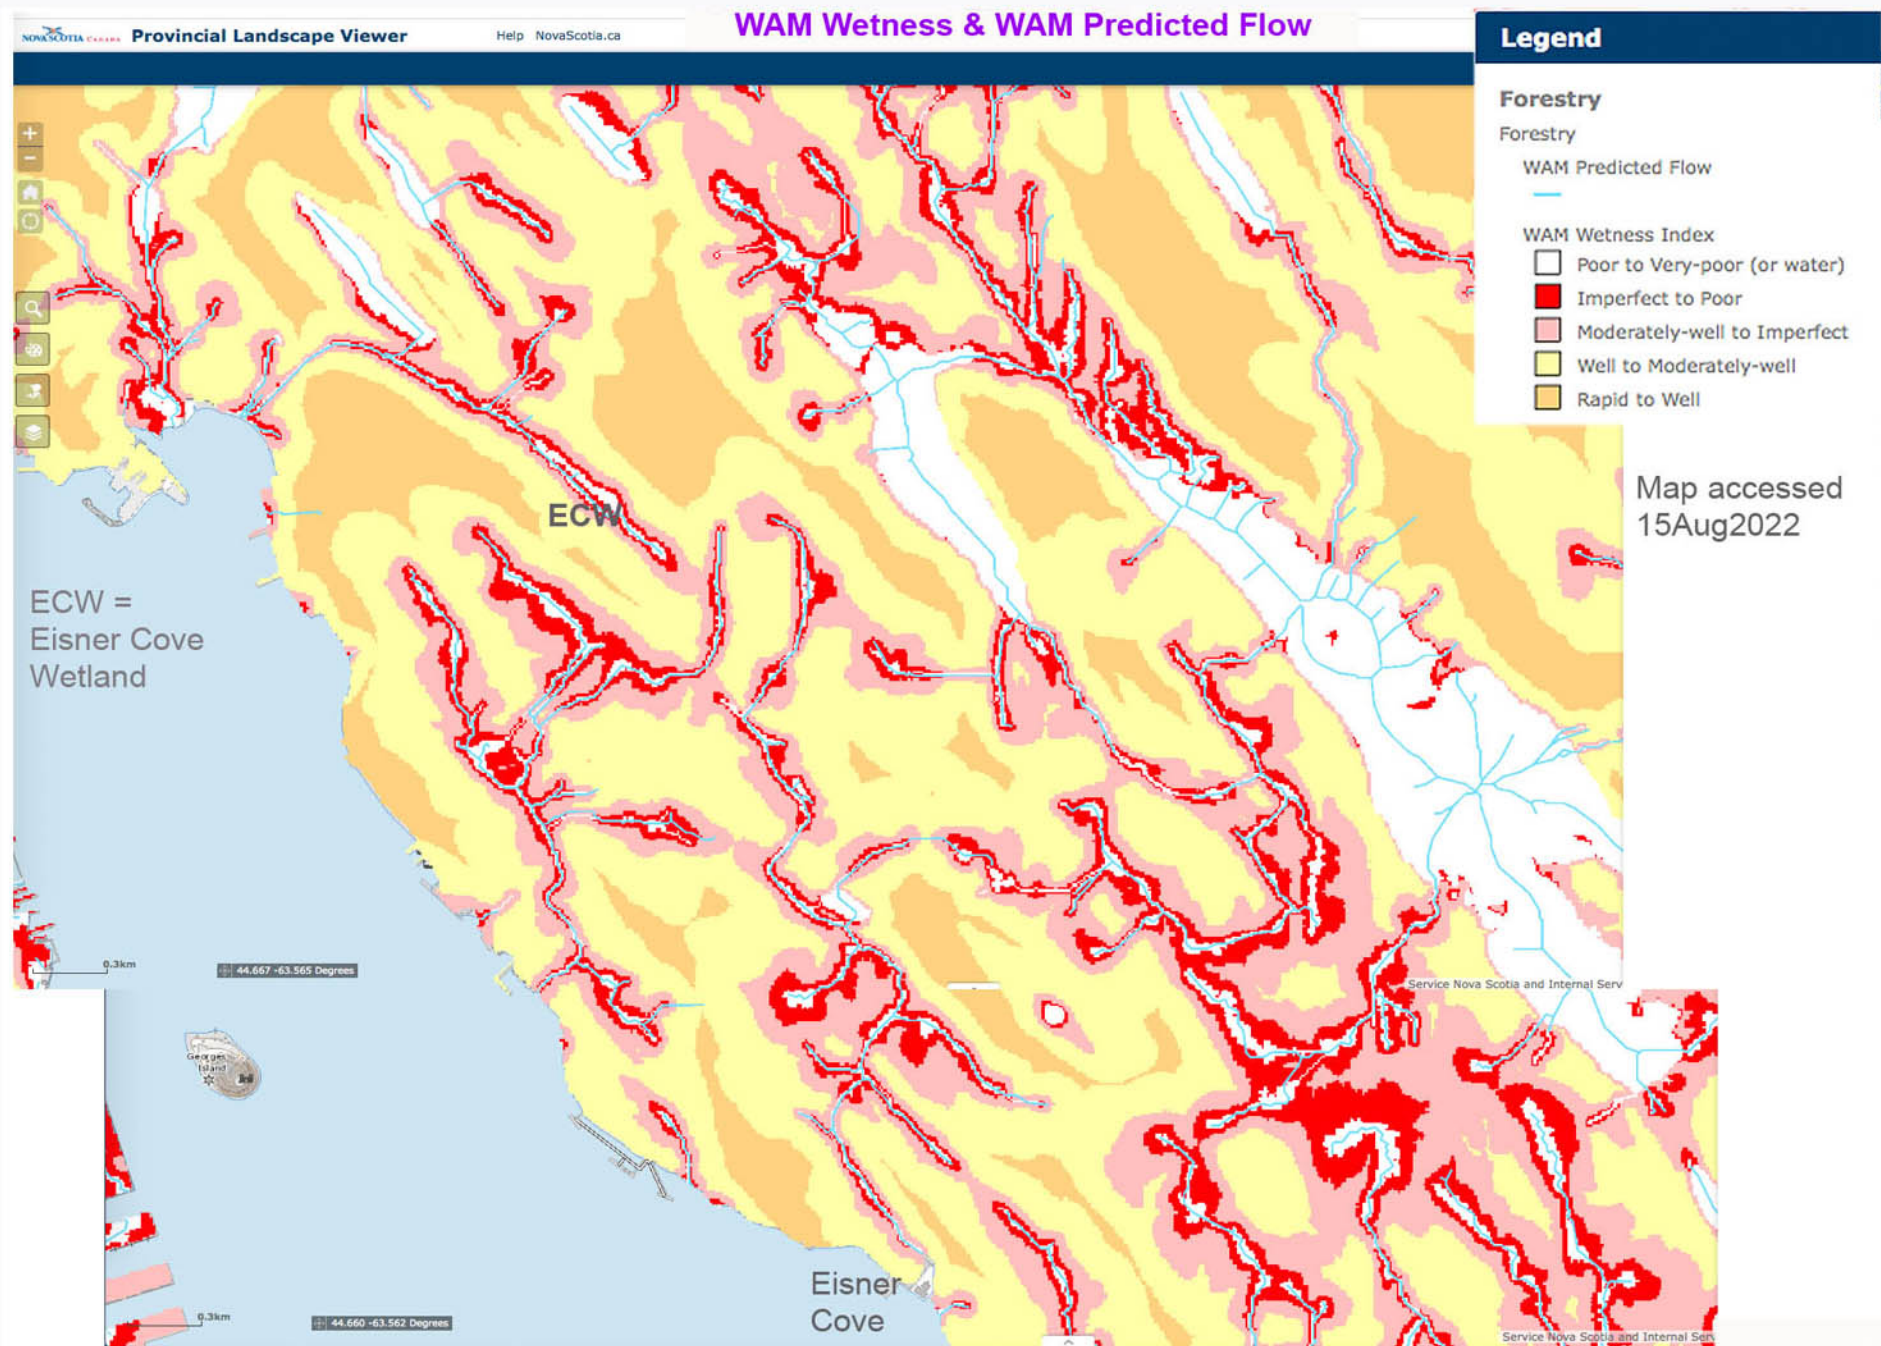 WAM Wetness & WAM Predicted Flow
NOVA SCOTIA CANADA Provincial Landscape Viewer Help NovaScotia.ca
Legend
Forestry
Forestry
WAM Predicted Flow
WAM Wetness Index
Poor to Very-poor (or water)
Imperfect to Poor
Moderately-well to Imperfect
Well to Moderately-well
Rapid to Well
Map accessed
15Aug2022
ECW
ECW =
Eisner Cove
Wetland
0.3km
44.667 -63.565 Degrees
Service Nova Scotia and Internal Serv
Georges
Island
Eisner
Cove
0.3km
44.660 -63.562 Degrees
Service Nova Scotia and Internal Serv